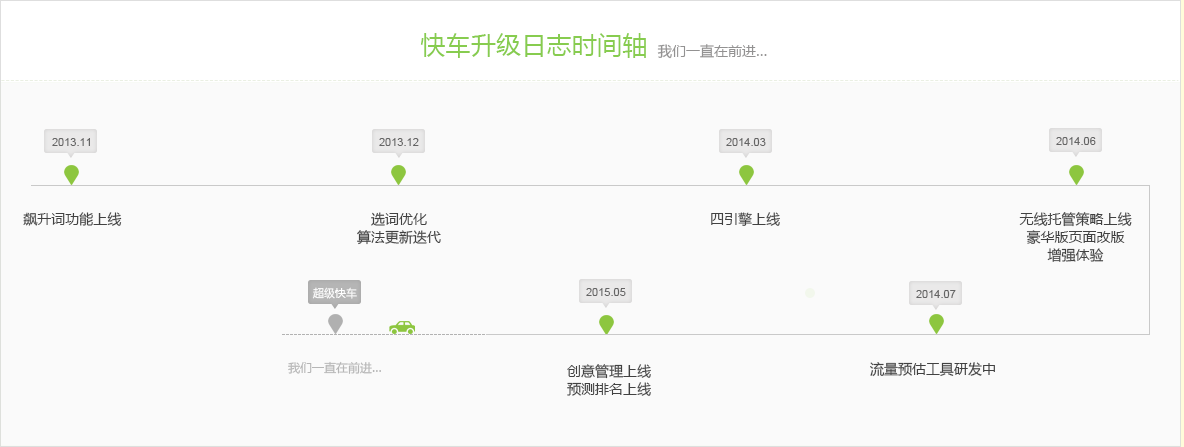 快车升级日志时间轴 我们一直在前进...
2013.11
2013.12
2014.03
2014.06
飙升词功能上线
选词优化
算法更新迭代
四引擎上线
无线托管策略上线
豪华版页面改版
增强体验
超级快车
2015.05
2014.07
我们一直在前进...
创意管理上线
预测排名上线
流量预估工具研发中